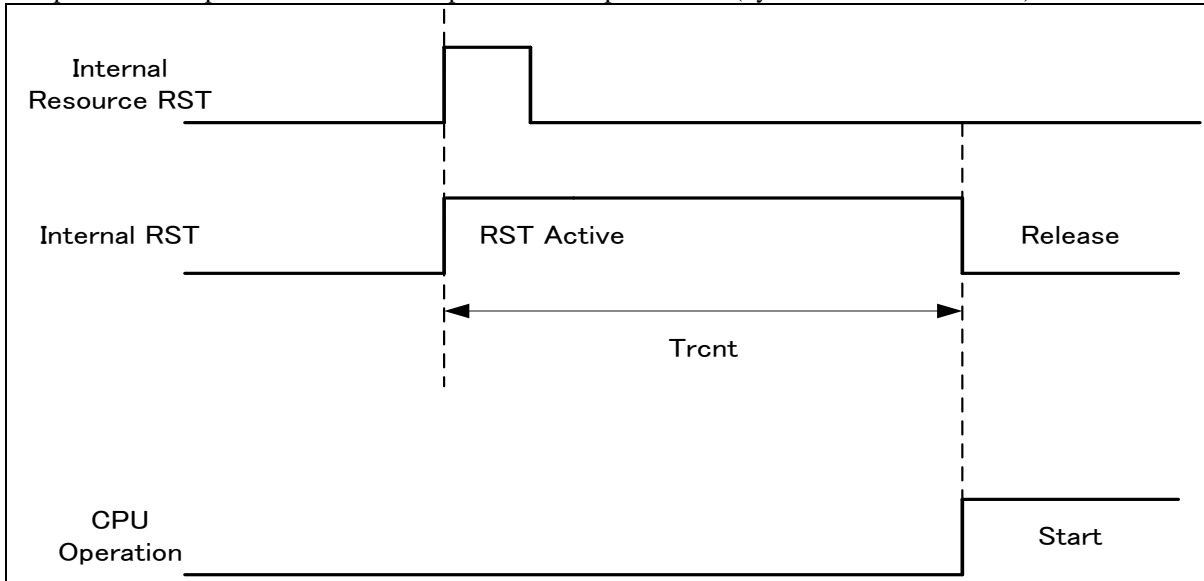 Internal
Resource RST
Internal RST
RST Active
Release
Trcnt
CPU
Operation
Start